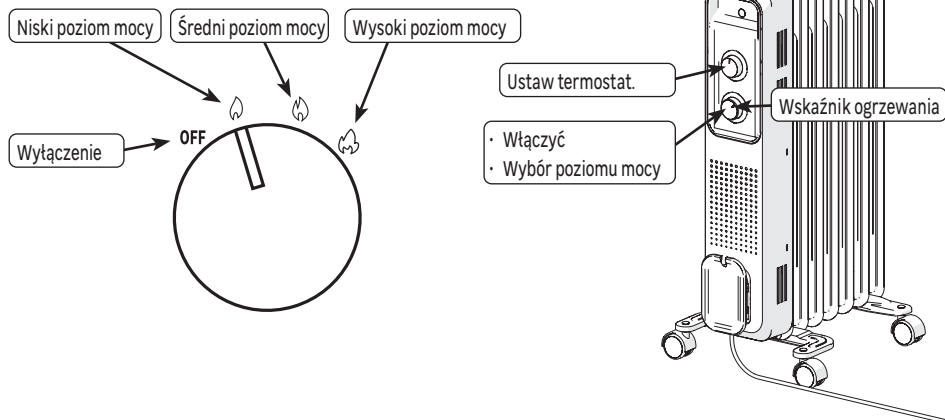 Niski poziom mocy
Średni poziom mocy
Wysoki poziom mocy
OFF
Wyłączenie
Ustaw termostat.
Wskaźnik ogrzewania
· Włączyć
· Wybór poziomu mocy